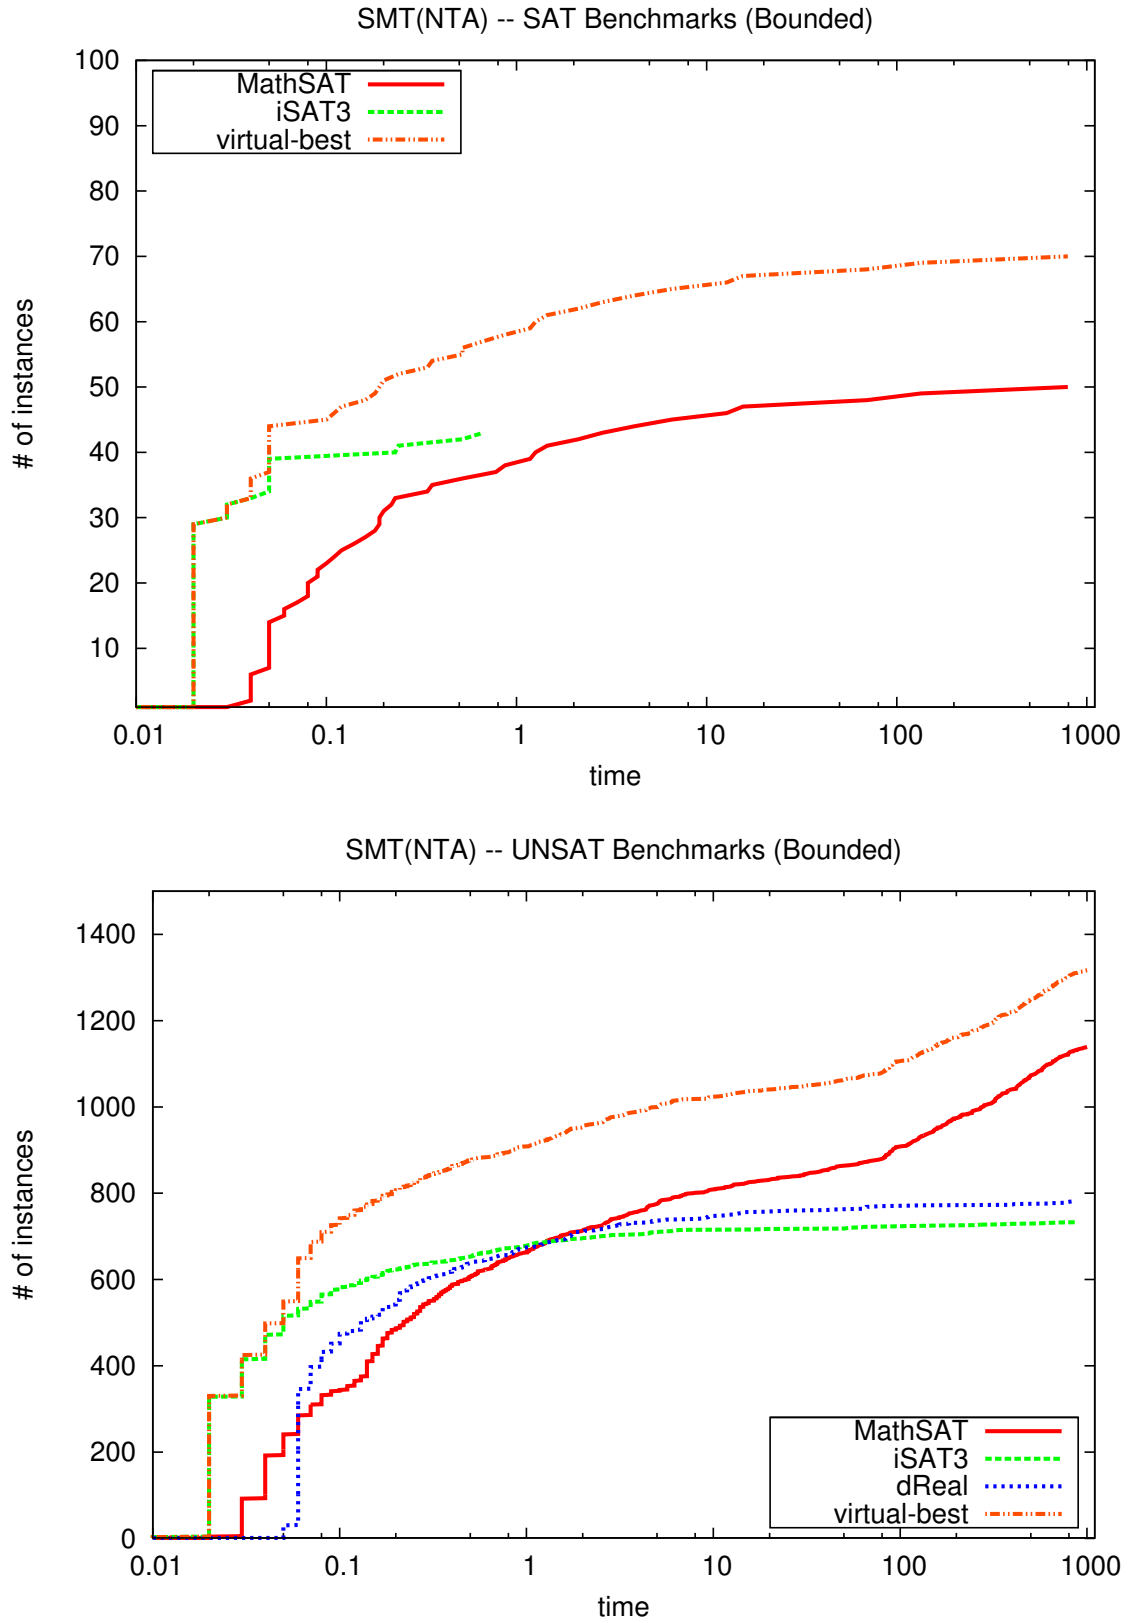 SMT(NTA) -- SAT Benchmarks (Bounded)
100
90
80
70
60
50
40
30
20
10
# of instances
MathSAT
iSAT3
virtual-best
0.01 0.1 1 10 100 1000
time
SMT(NTA) -- UNSAT Benchmarks (Bounded)
1400
1200
1000
800
600
400
200
0
# of instances
MathSAT
iSAT3
dReal
virtual-best
0.01 0.1 1 10 100 1000
time